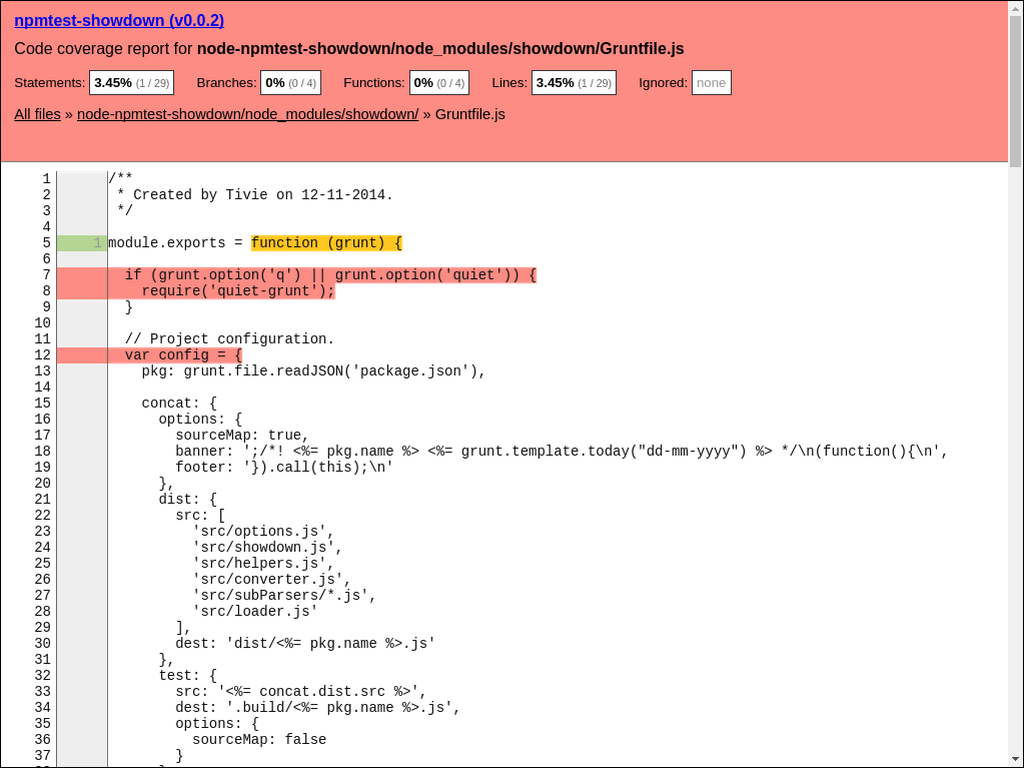 npmtest-showdown (v0.0.2)
Code coverage report for node-npmtest-showdown/node_modules/showdown/Gruntfile.js
Statements: 3.45% (1 / 29) Branches: 0% (0 / 4) Functions: 0% (0 / 4) Lines: 3.45% (1 / 29) Ignored: none
All files » node-npmtest-showdown/node_modules/showdown/ » Gruntfile.js
1 /**
2 * Created by Tivie on 12-11-2014.
3 */
4
5 1 module.exports = function (grunt) {
6
7 if (grunt.option('q') || grunt.option('quiet')) {
8 require('quiet-grunt');
9 }
10
11 // Project configuration.
12 var config = {
13 pkg: grunt.file.readJSON('package.json'),
14
15 concat: {
16 options: {
17 sourceMap: true,
18 banner: ';/*! <%= pkg.name %> <%= grunt.template.today("dd-mm-yyyy") %> */\n(function(){\n',
19 footer: '}).call(this);\n'
20 },
21 dist: {
22 src: [
23 'src/options.js',
24 'src/showdown.js',
25 'src/helpers.js',
26 'src/converter.js',
27 'src/subParsers/*.js',
28 'src/loader.js'
29 ],
30 dest: 'dist/<%= pkg.name %>.js'
31 },
32 test: {
33 src: '<%= concat.dist.src %>',
34 dest: '.build/<%= pkg.name %>.js',
35 options: {
36 sourceMap: false
37 }